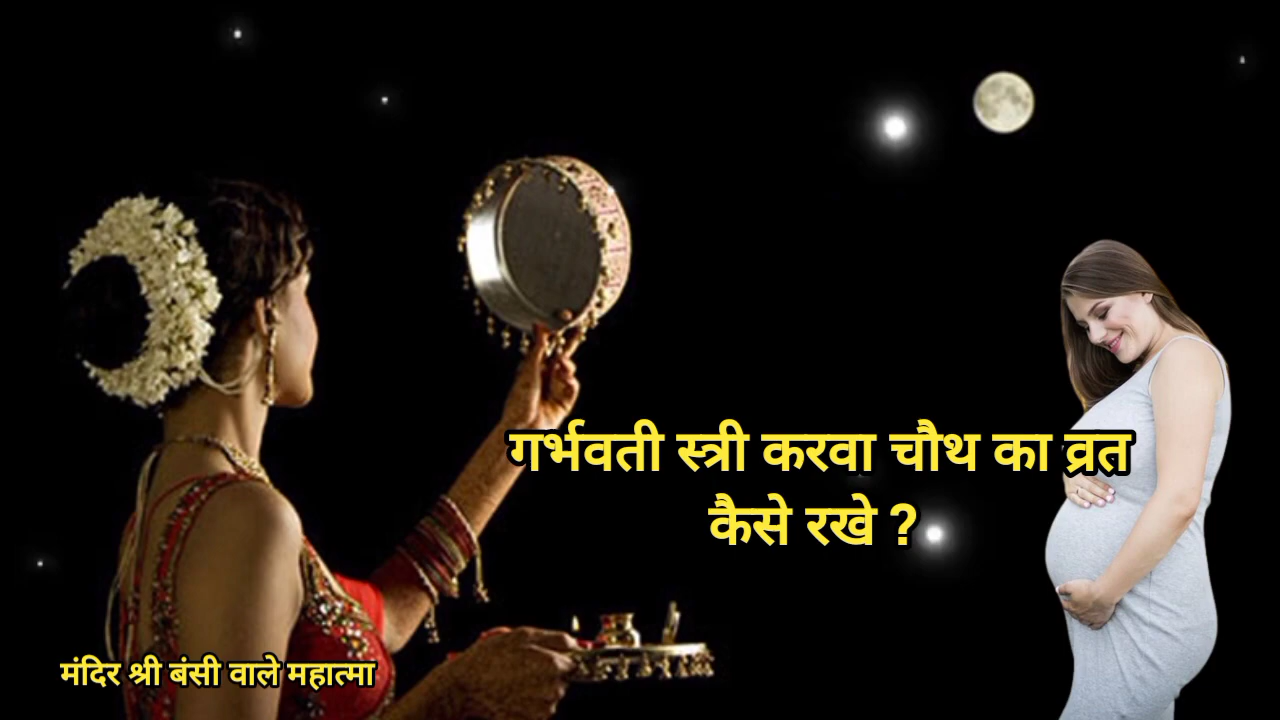 गर्भवती स्त्री करवा चौथ का व्रत
कैसे रखे ?
मंदिर श्री बंसी वाले महात्मा